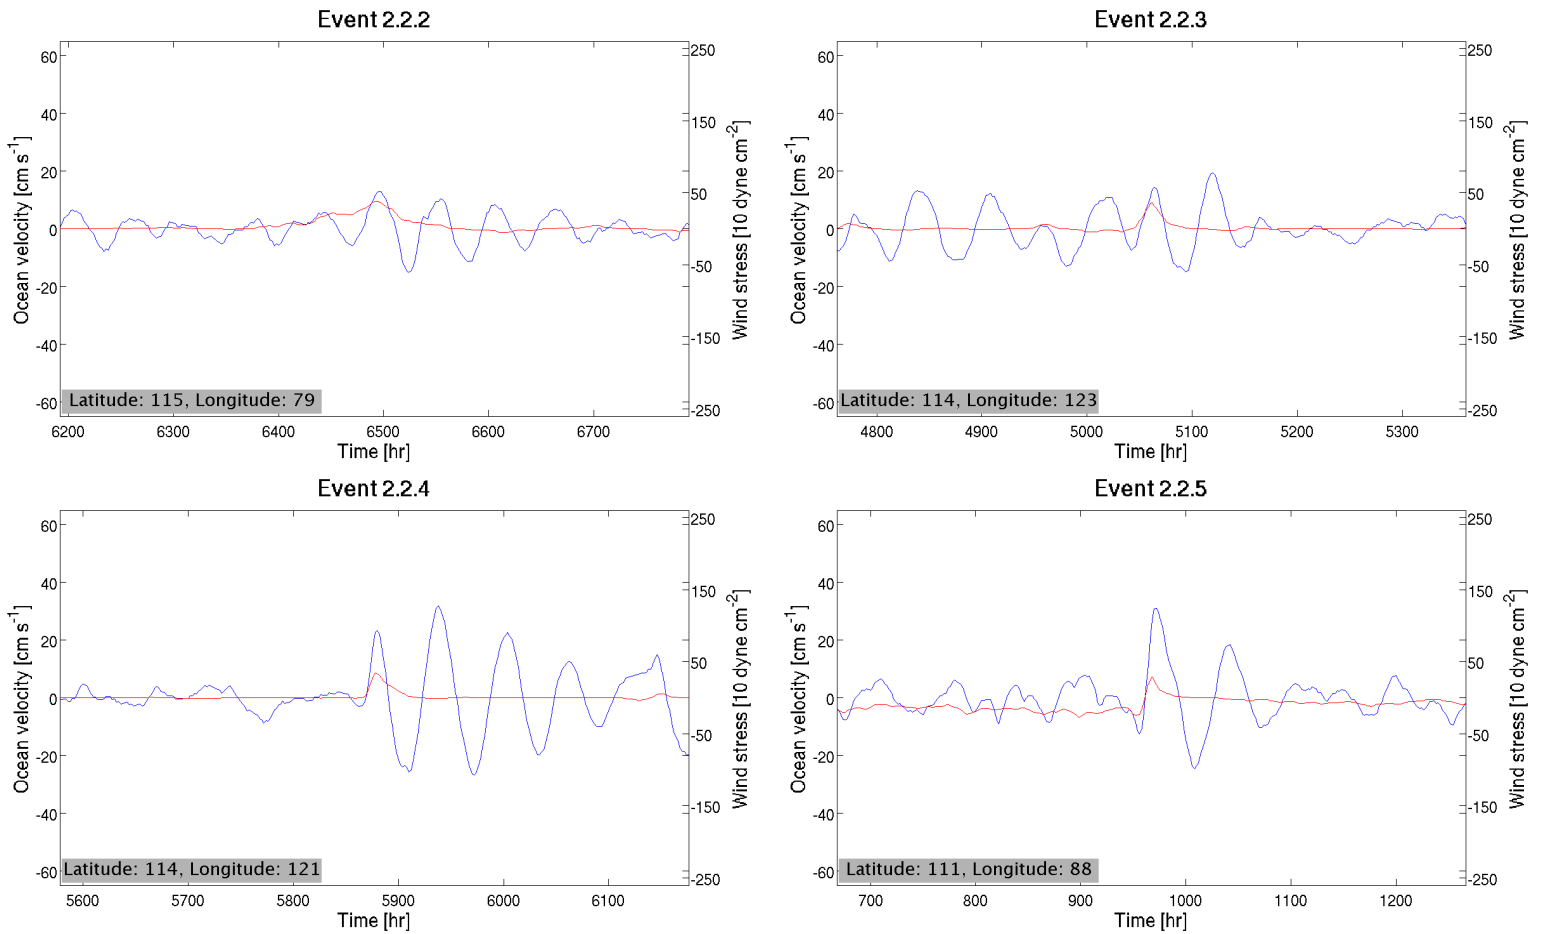 Event 2.2.2
Ocean velocity [cm s⁻¹]
60
40
20
0
-20
-40
-60
250
150
50
-50
-150
-250
Wind stress [10 dyne cm⁻²]
Latitude: 115, Longitude: 79
6200 6300 6400 6500 6600 6700
Time [hr]
Event 2.2.3
Ocean velocity [cm s⁻¹]
60
40
20
0
-20
-40
-60
250
150
50
-50
-150
-250
Wind stress [10 dyne cm⁻²]
Latitude: 114, Longitude: 123
4800 4900 5000 5100 5200 5300
Time [hr]
Event 2.2.4
Ocean velocity [cm s⁻¹]
60
40
20
0
-20
-40
-60
250
150
50
-50
-150
-250
Wind stress [10 dyne cm⁻²]
Latitude: 114, Longitude: 121
5600 5700 5800 5900 6000 6100
Time [hr]
Event 2.2.5
Ocean velocity [cm s⁻¹]
60
40
20
0
-20
-40
-60
250
150
50
-50
-150
-250
Wind stress [10 dyne cm⁻²]
Latitude: 111, Longitude: 88
700 800 900 1000 1100 1200
Time [hr]